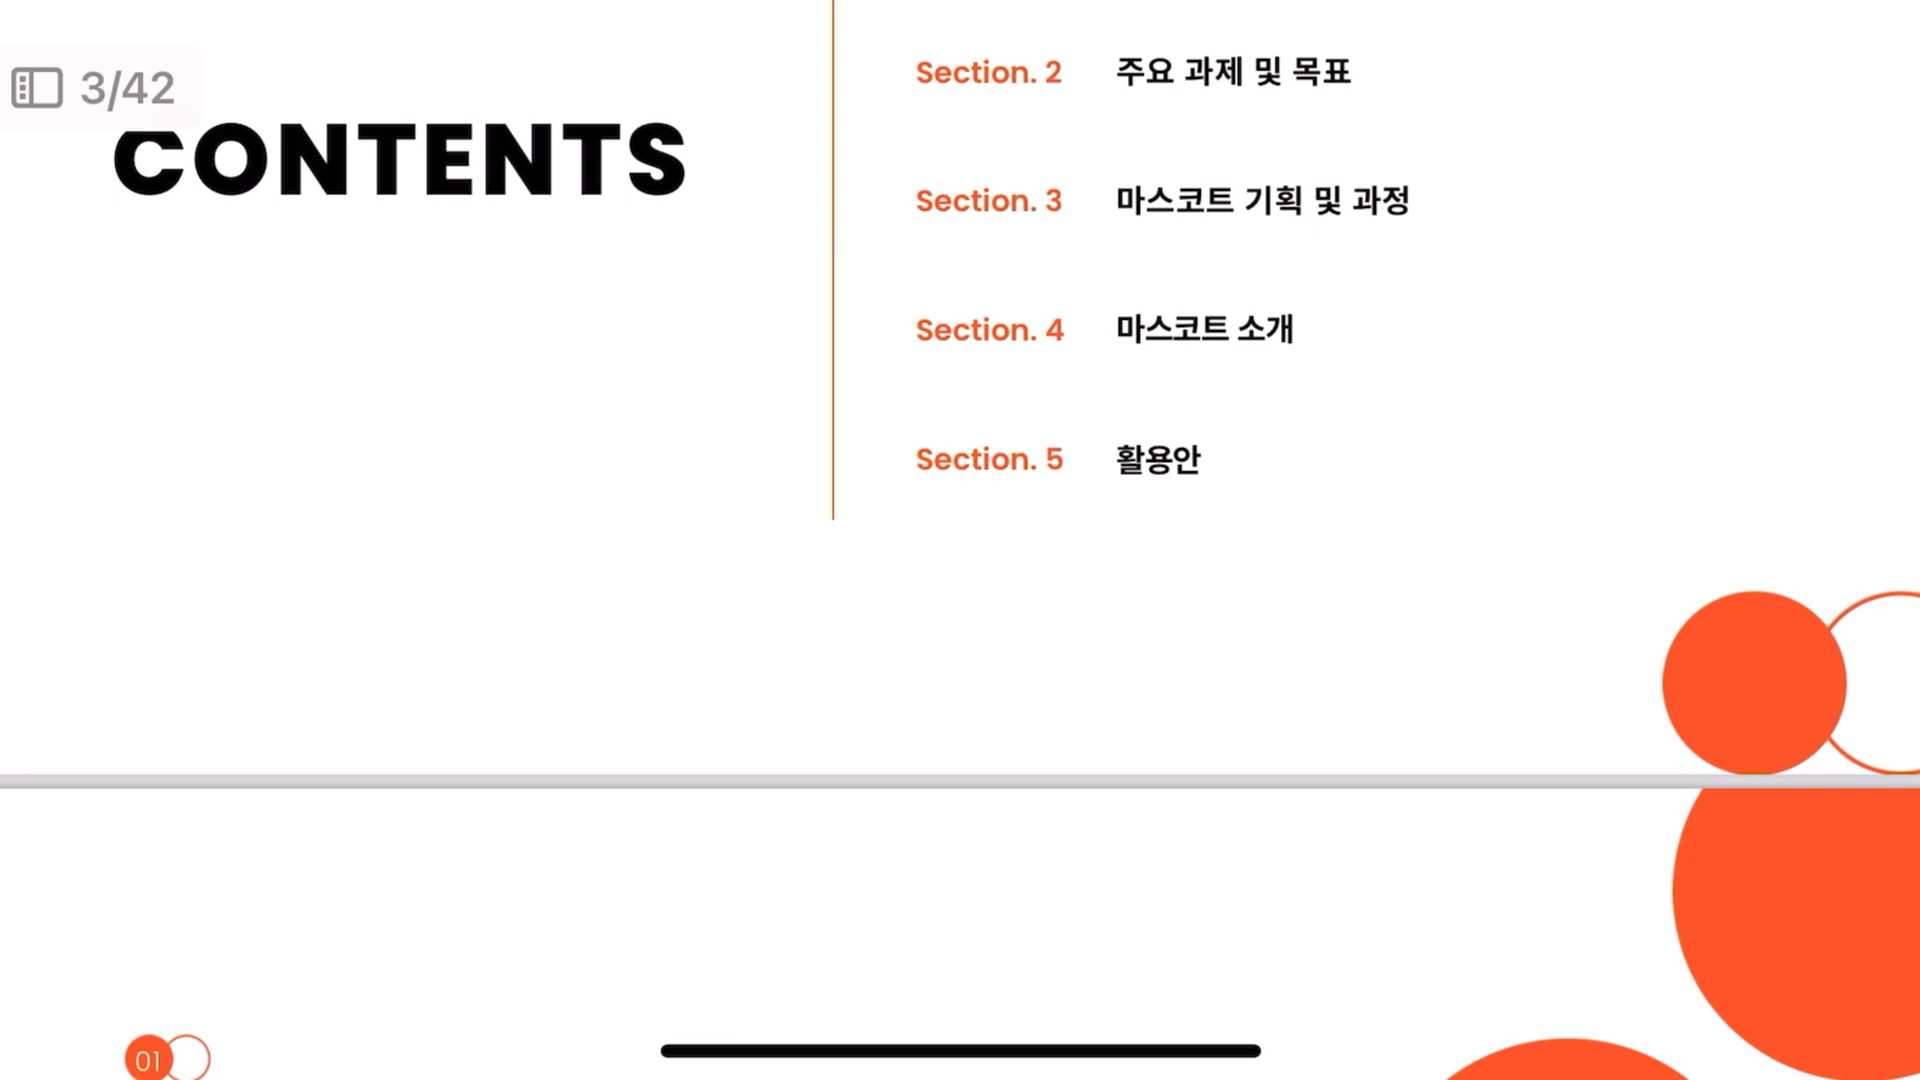 3/42
CONTENTS
Section. 2 주요 과제 및 목표
Section. 3 마스코트 기획 및 과정
Section. 4 마스코트 소개
Section. 5 활용안
01